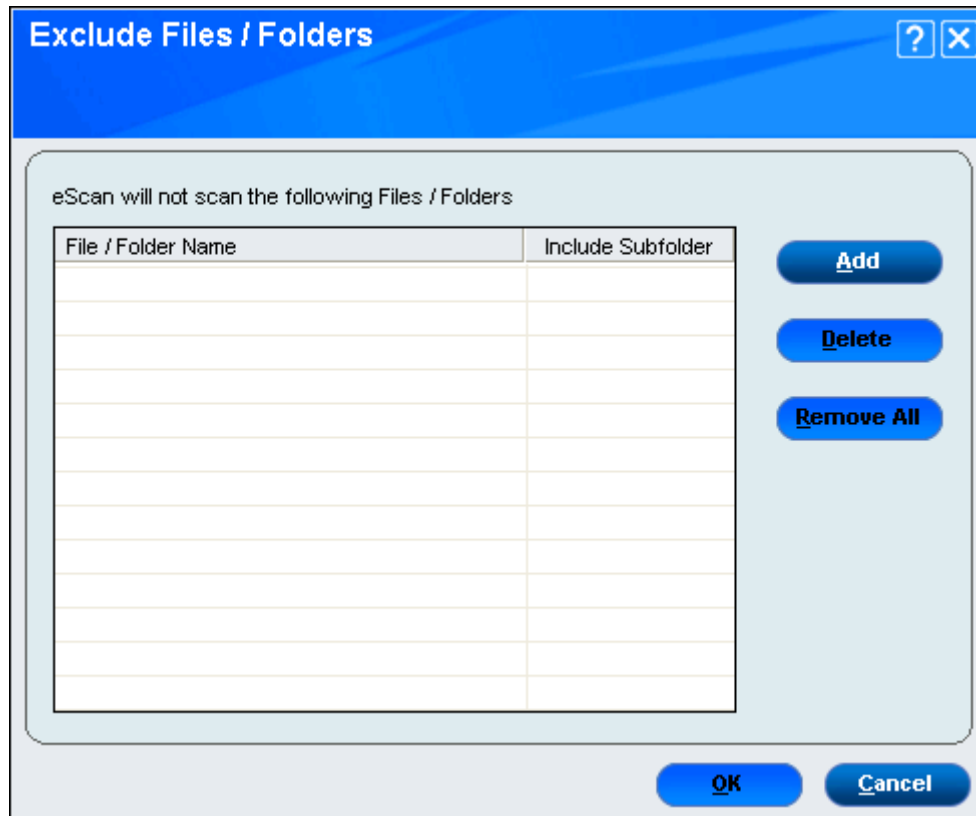 Exclude Files / Folders
?
eScan will not scan the following Files / Folders
File / Folder Name Include Subfolder
Add
Delete
Remove All
OK Cancel